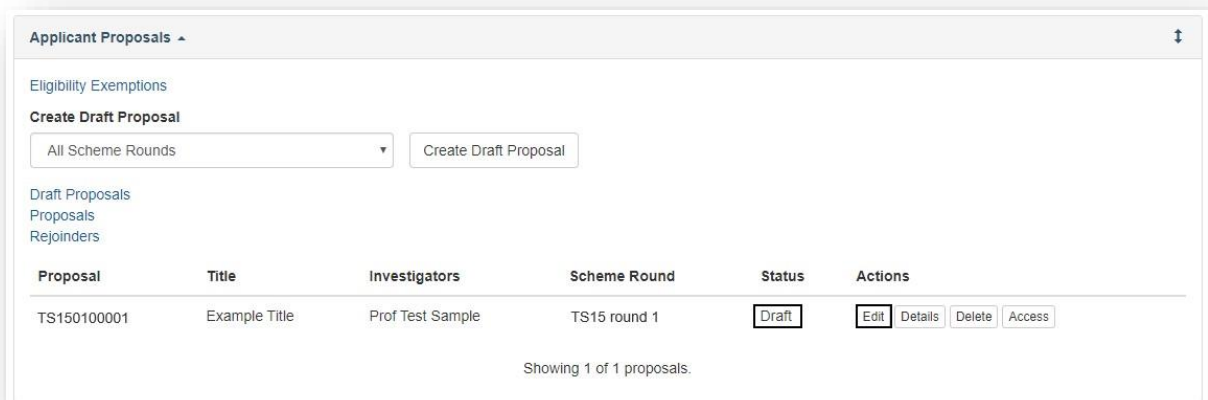 Applicant Proposals
Eligibility Exemptions
Create Draft Proposal
All Scheme Rounds Create Draft Proposal
Draft Proposals
Proposals
Rejoinders
Proposal Title Investigators Scheme Round Status Actions
TS150100001 Example Title Prof Test Sample TS15 round 1 Draft Edit Details Delete Access
Showing 1 of 1 proposals.